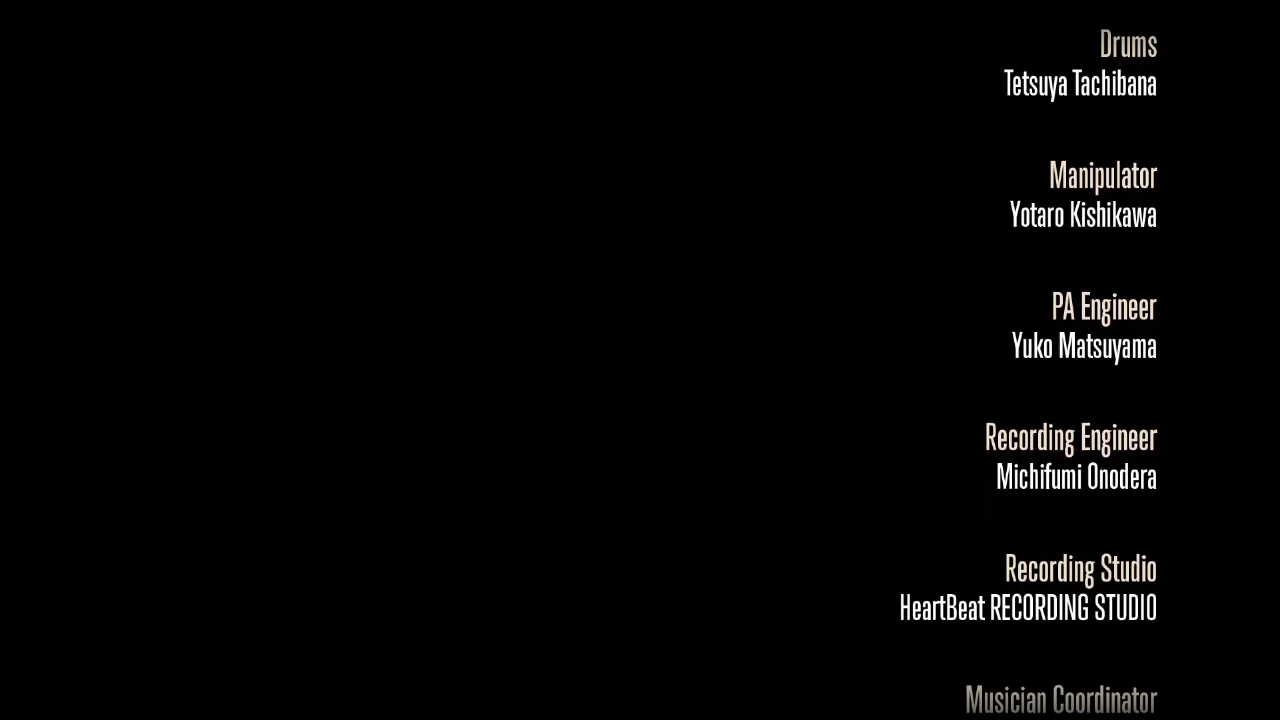 Drums
Tetsuya Tachibana
Manipulator
Yotaro Kishikawa
PA Engineer
Yuko Matsuyama
Recording Engineer
Michifumi Onodera
Recording Studio
HeartBeat RECORDING STUDIO
Musician Coordinator